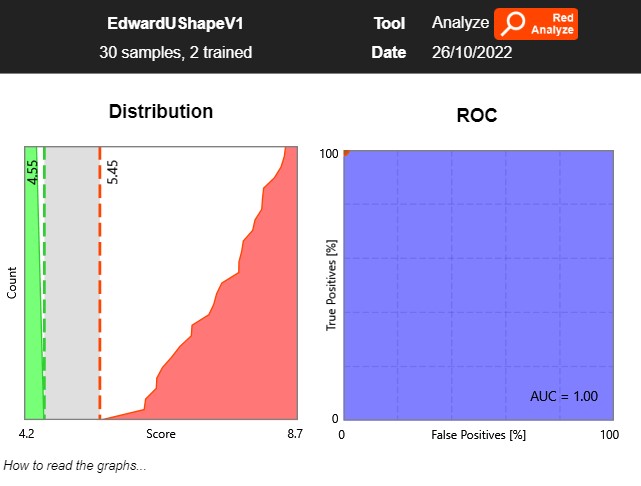 EdwardUShapeV1
30 samples, 2 trained
Tool
Analyze
Red
Analyze
Date
26/10/2022
Distribution
4.55
5.45
Count
4.2
Score
8.7
ROC
100
True Positives [%]
AUC = 1.00
0
0
False Positives [%]
100
How to read the graphs...